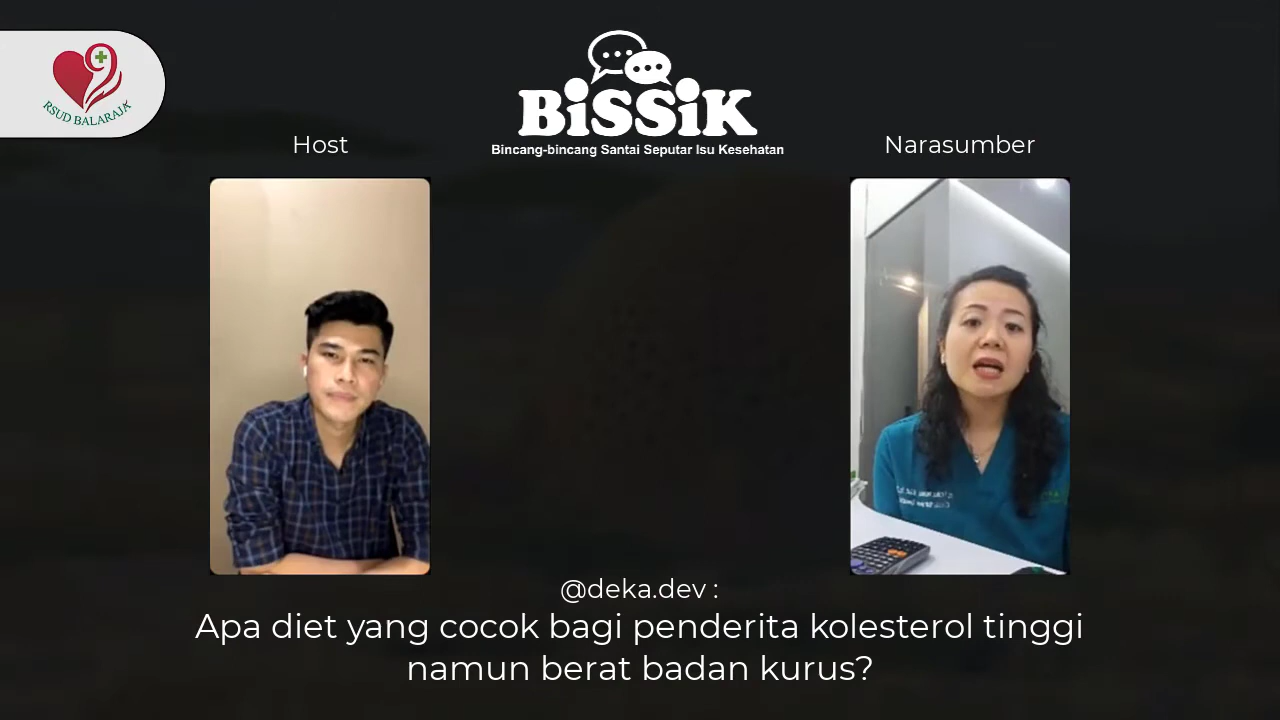 RSUD BALARAJA
BiSSiK
Bincang-bincang Santai Seputar Isu Kesehatan
Host
Narasumber
@deka.dev :
Apa diet yang cocok bagi penderita kolesterol tinggi
namun berat badan kurus?